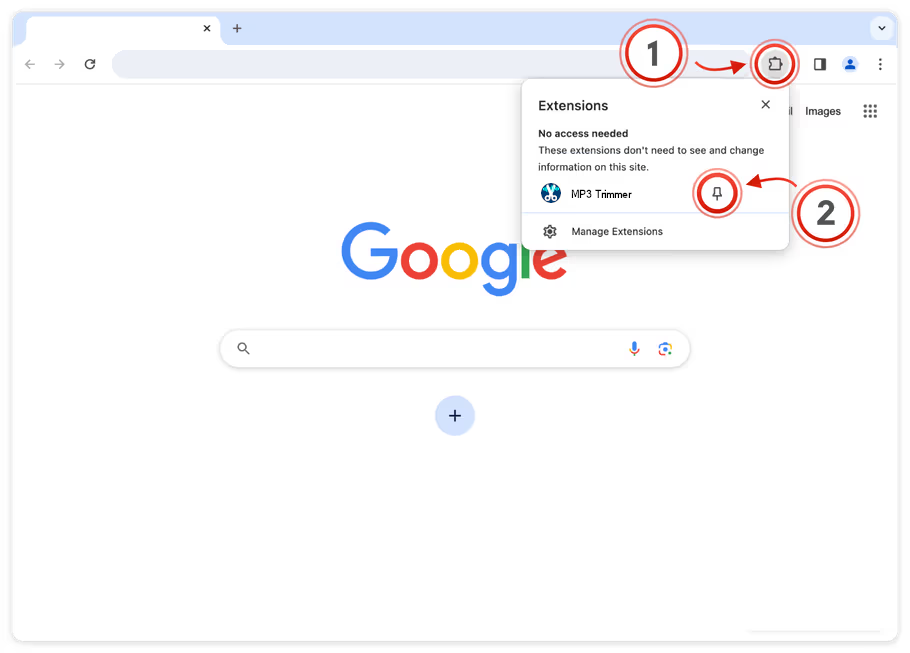 1
Extensions
No access needed
These extensions don't need to see and change
information on this site.
MP3 Trimmer
Manage Extensions
Images
2
Google